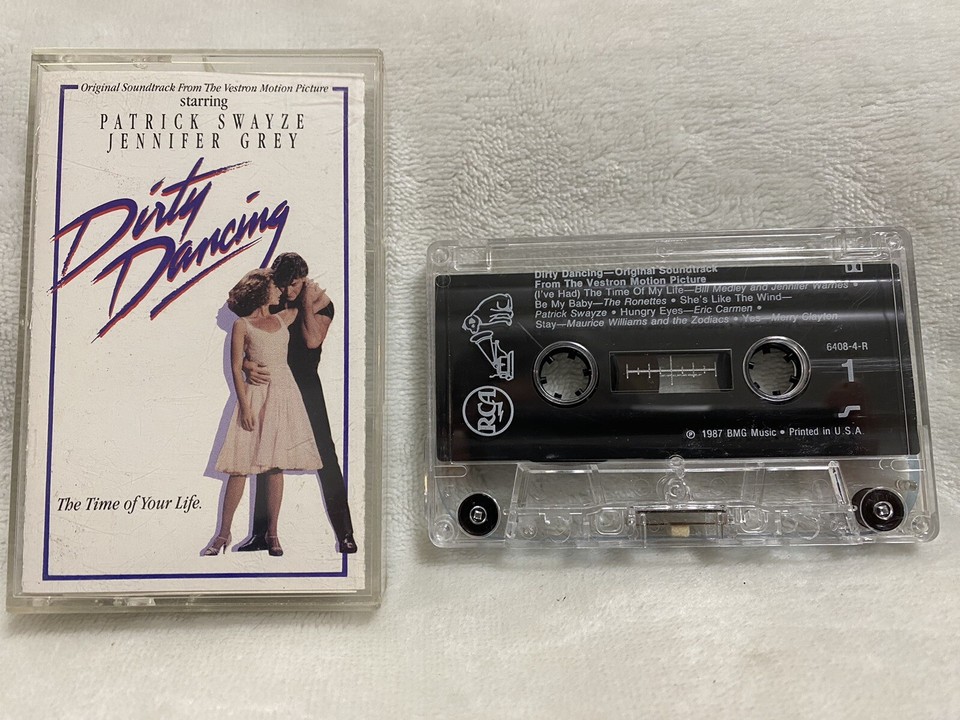 Original Soundtrack From The Vestron Motion Picture
starring
PATRICK SWAYZE
JENNIFER GREY
Dirty
Dancing
The Time of Your Life.
Dirty Dancing—Original Soundtrack
From The Vestron Motion Picture
(I've Had) The Time Of My Life—Bill Medley and Jennifer Warnes •
Be My Baby—The Ronettes • She's Like The Wind—
Patrick Swayze • Hungry Eyes—Eric Carmen •
Stay—Maurice Williams and the Zodiacs • Yes—Merry Clayton
6408-4-R
1
RCA
℗ 1987 BMG Music • Printed in U.S.A.